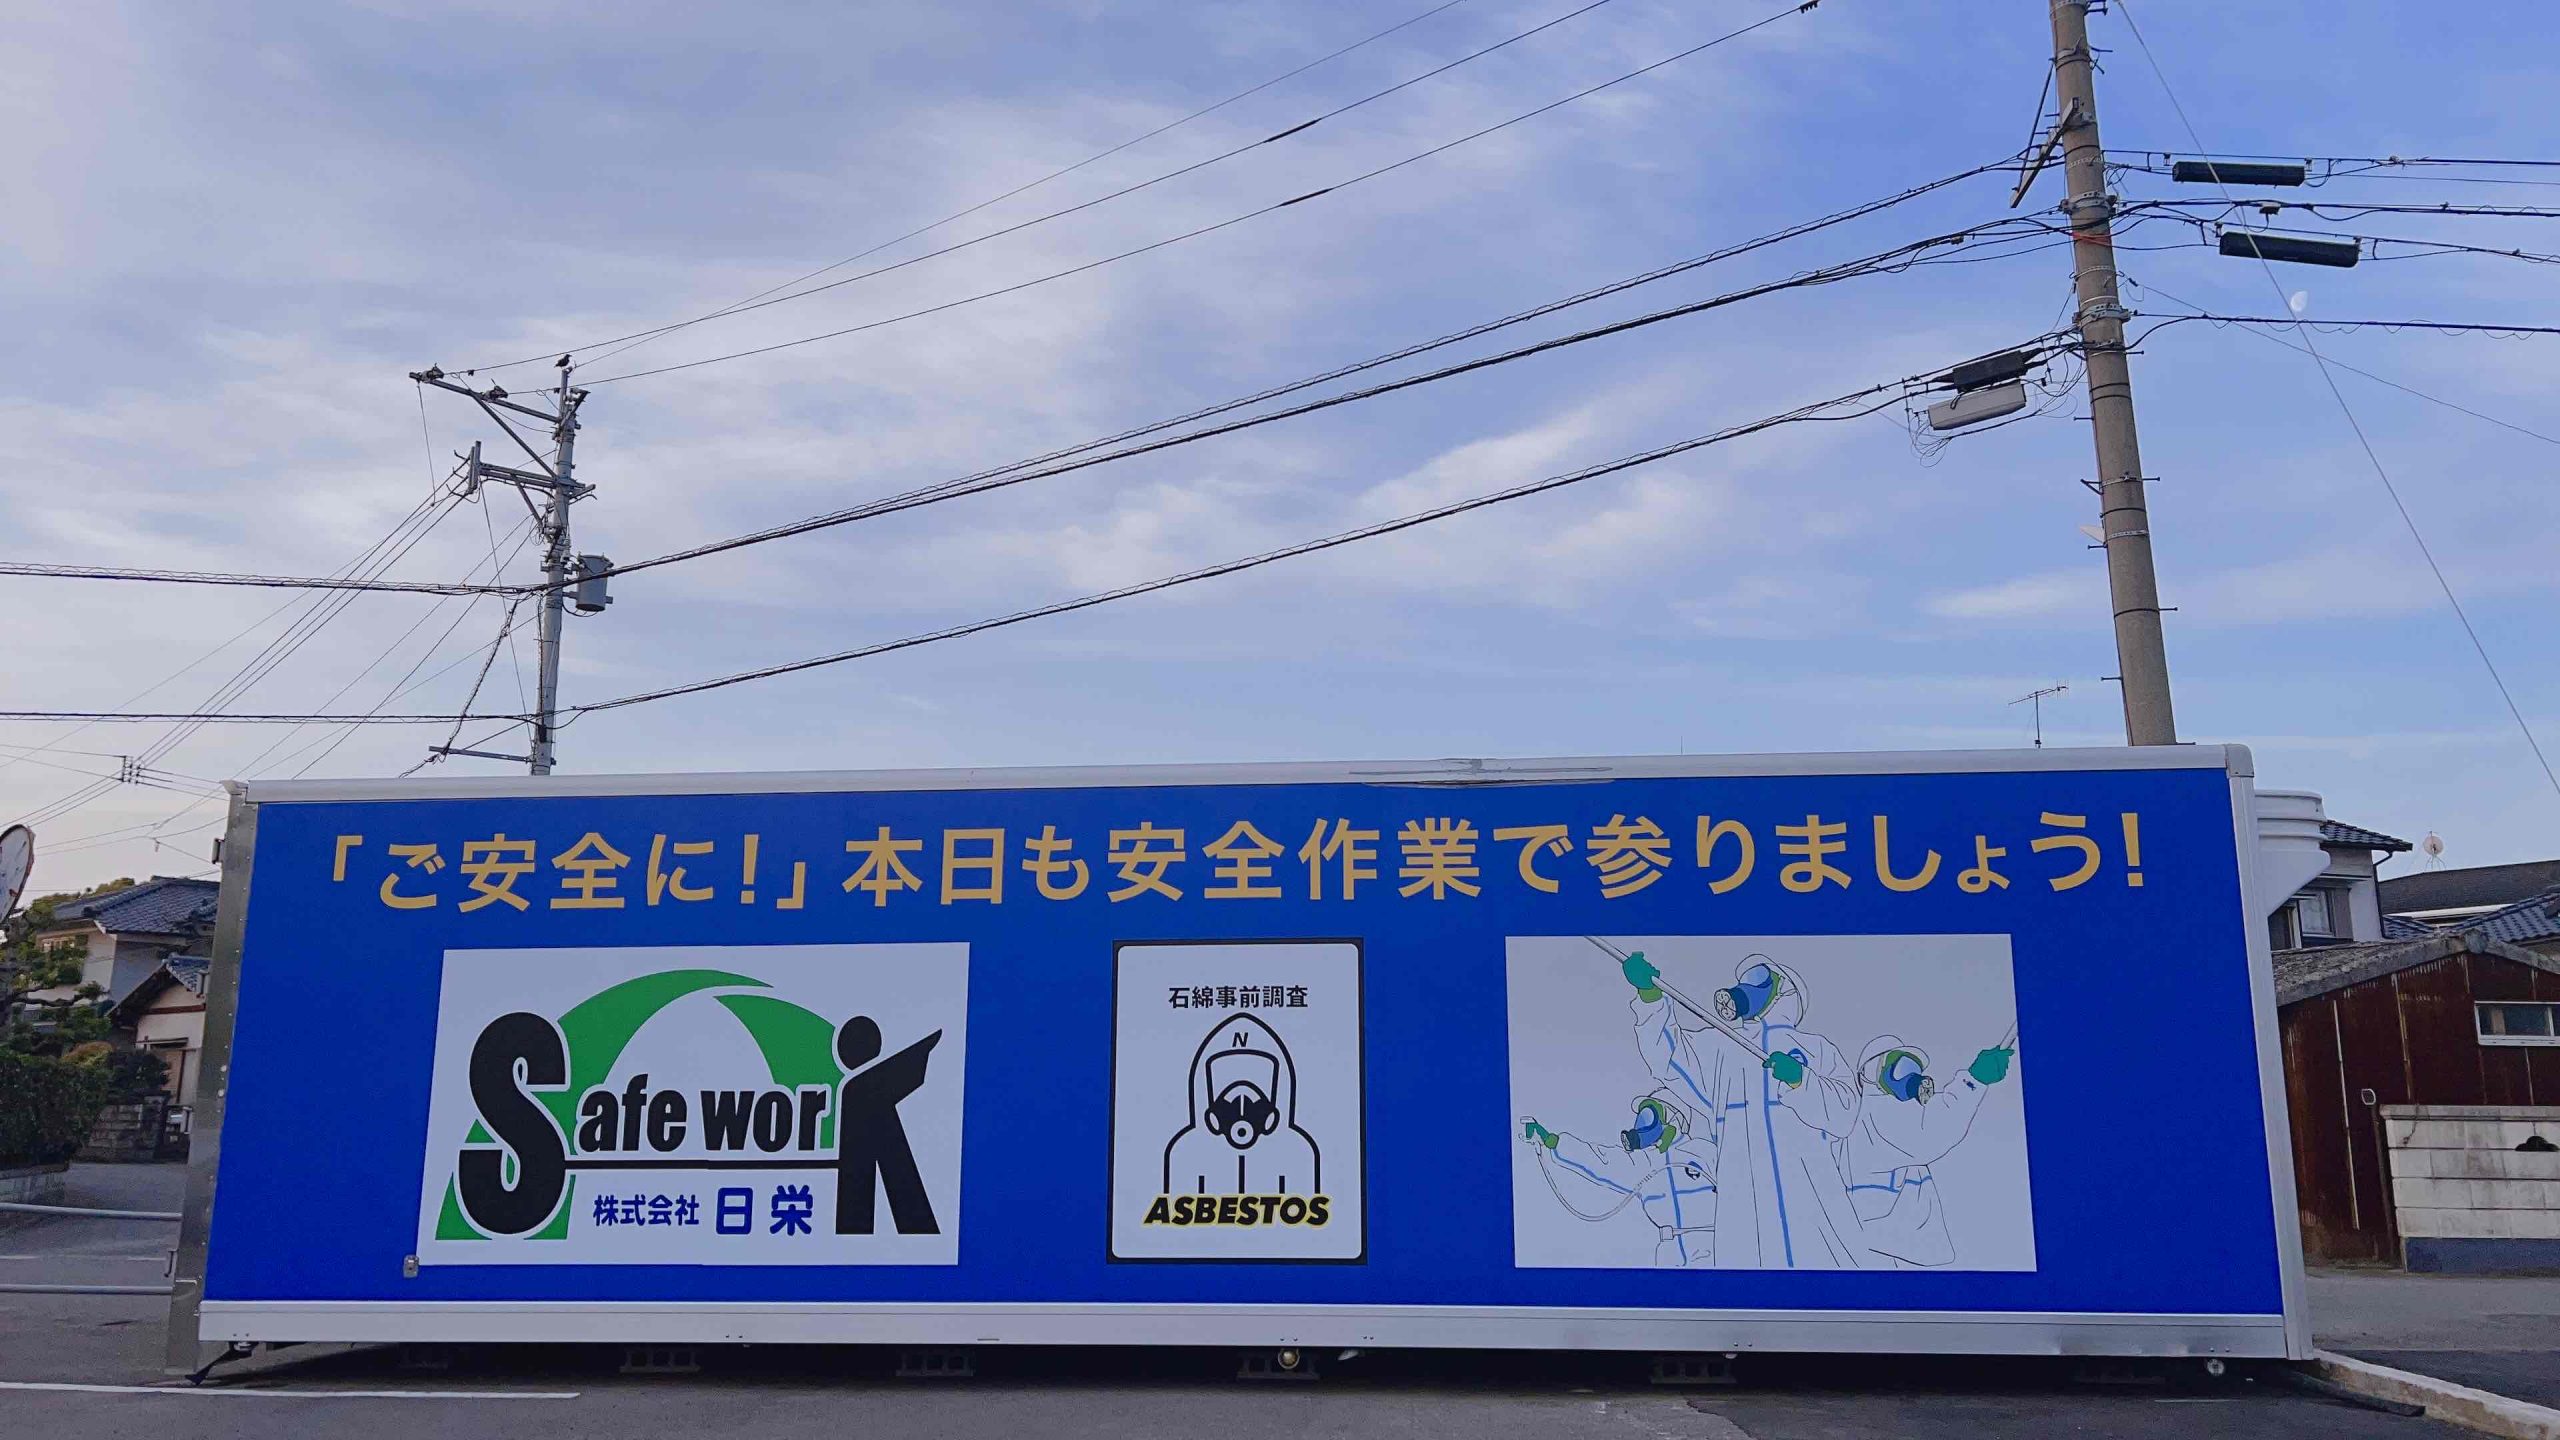 「ご安全に！」本日も安全作業で参りましょう！
Safe work
株式会社 日栄
石綿事前調査
N
ASBESTOS